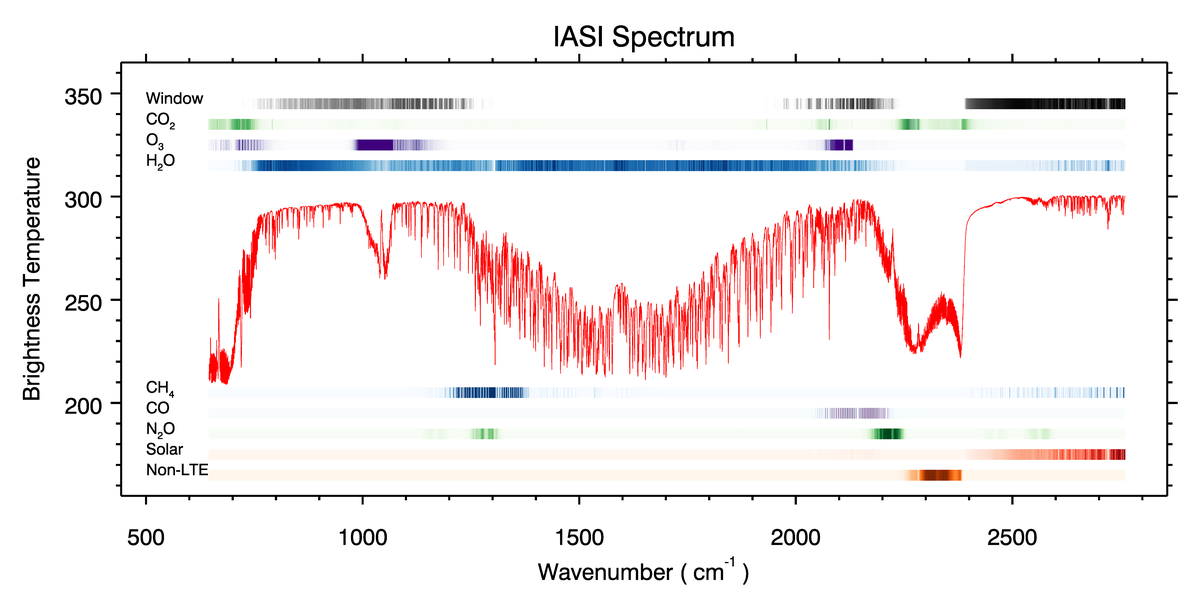 IASI Spectrum
350
Window
CO2
O3
H2O
300
Brightness Temperature
250
200
CH4
CO
N2O
Solar
Non-LTE
500 1000 1500 2000 2500
Wavenumber ( cm-1 )